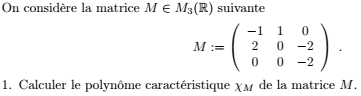 On considère la matrice M ∈ M₃(ℝ) suivante
M := ( −1 1 0
2 0 −2
0 0 −2 ) .
1. Calculer le polynôme caractéristique χ_M de la matrice M.